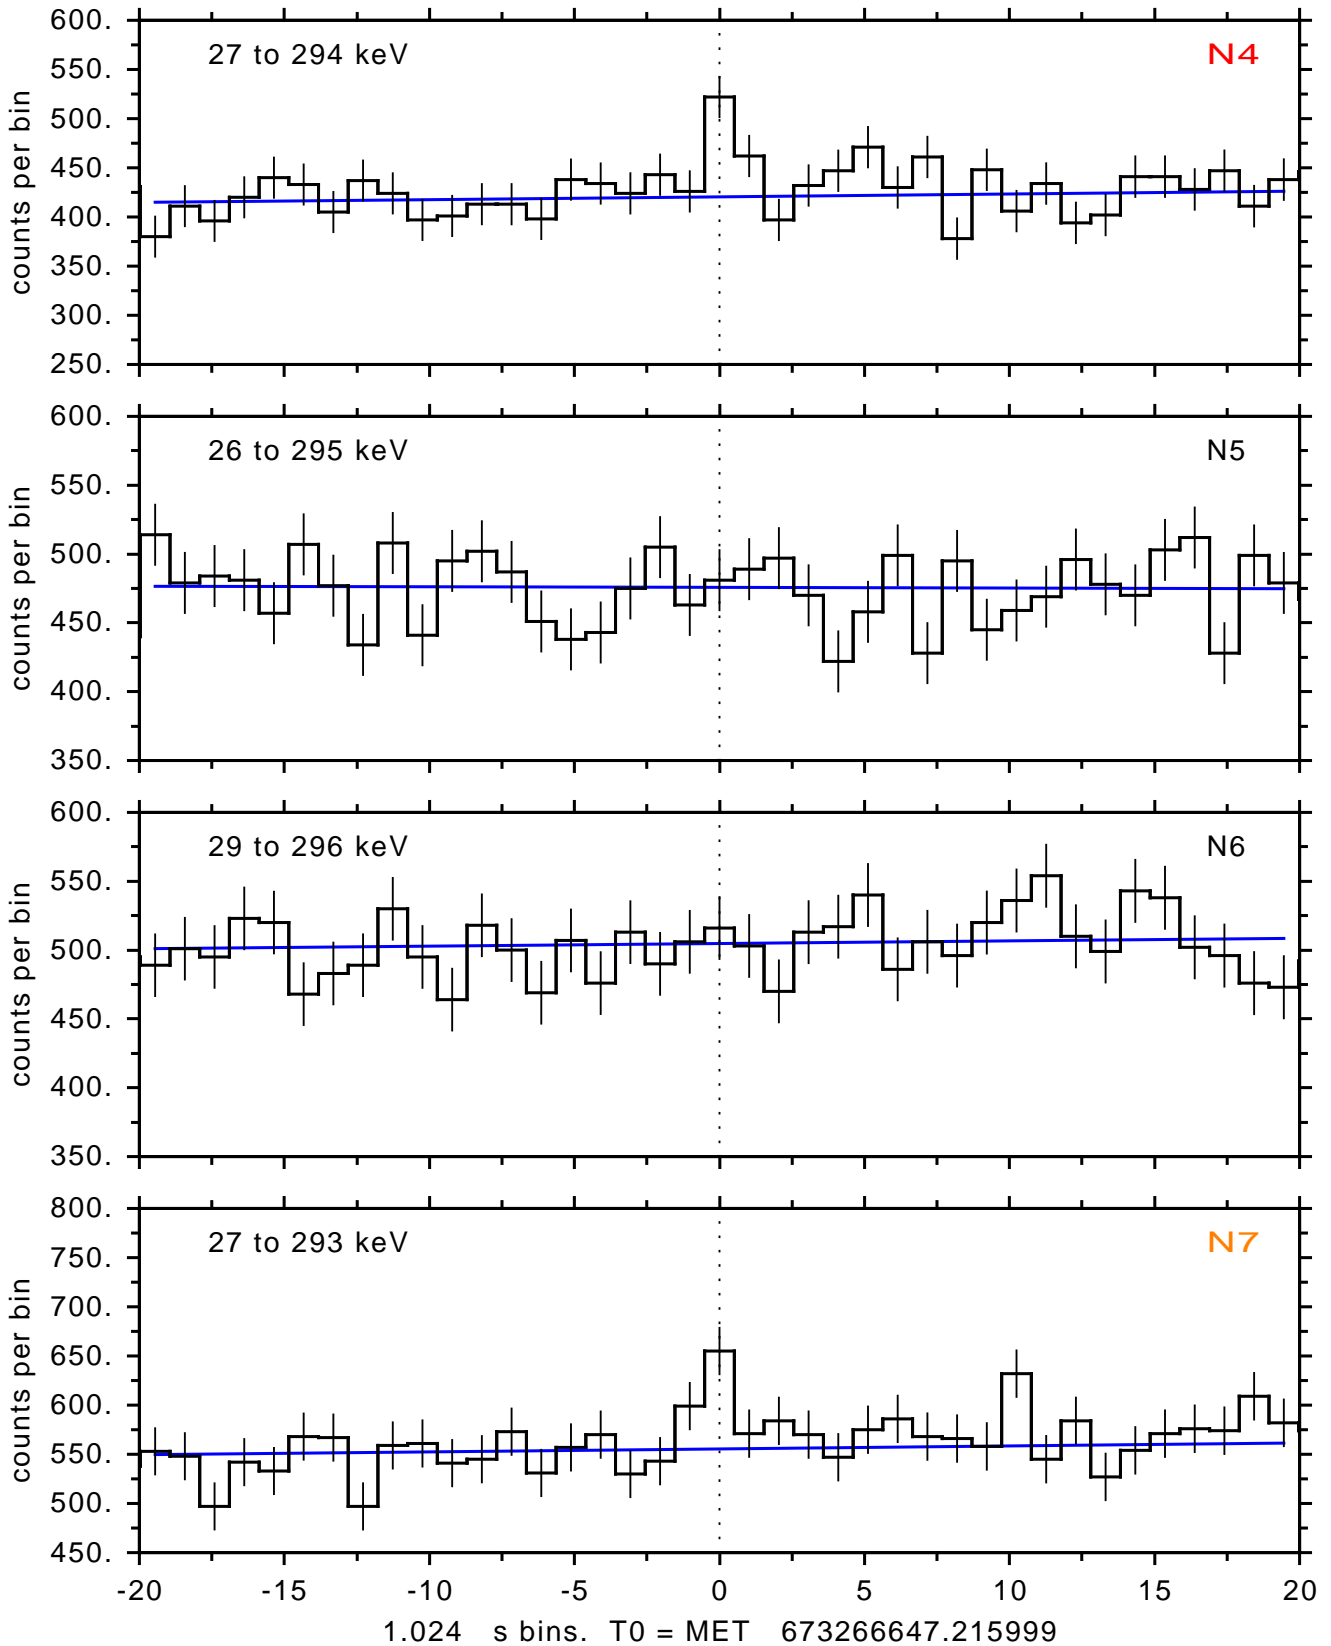 27 to 294 keV N4
600.
550.
500.
450.
400.
350.
300.
250.
counts per bin
26 to 295 keV N5
600.
550.
500.
450.
400.
350.
counts per bin
29 to 296 keV N6
600.
550.
500.
450.
400.
350.
counts per bin
27 to 293 keV N7
800.
750.
700.
650.
600.
550.
500.
450.
counts per bin
-20 -15 -10 -5 0 5 10 15 20
1.024 s bins. T0 = MET 673266647.215999